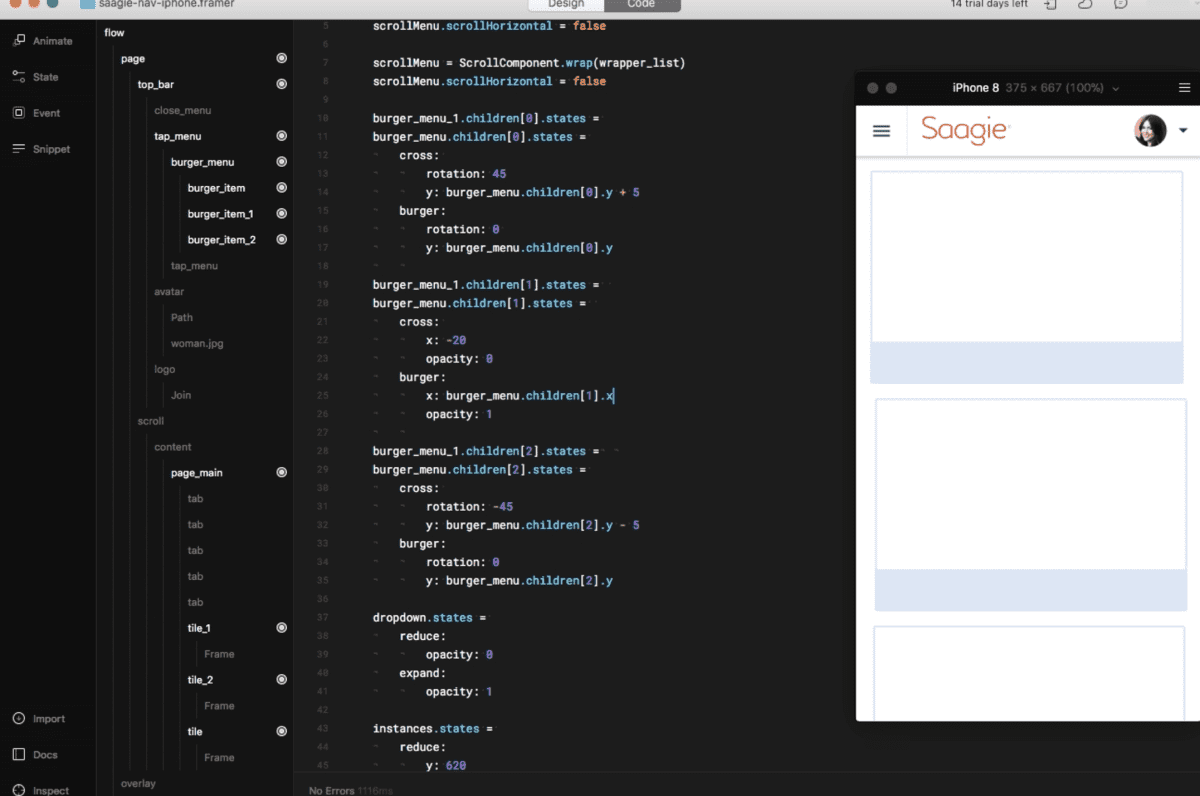 saagie-nav-iphone.framer
Design
Code
14 trial days left
Animate
State
Event
Snippet
Import
Docs
Inspect
flow
page
top_bar
close_menu
tap_menu
burger_menu
burger_item
burger_item_1
burger_item_2
tap_menu
avatar
Path
woman.jpg
logo
Join
scroll
content
page_main
tab
tab
tab
tab
tab
tile_1
Frame
tile_2
Frame
tile
Frame
overlay
5 scrollMenu.scrollHorizontal = false
6
7 scrollMenu = ScrollComponent.wrap(wrapper_list)
8 scrollMenu.scrollHorizontal = false
9
10 burger_menu_1.children[0].states =
11 burger_menu.children[0].states =
12 cross:
13 rotation: 45
14 y: burger_menu.children[0].y + 5
15 burger:
16 rotation: 0
17 y: burger_menu.children[0].y
18
19 burger_menu_1.children[1].states =
20 burger_menu.children[1].states =
21 cross:
22 x: -20
23 opacity: 0
24 burger:
25 x: burger_menu.children[1].x
26 opacity: 1
27
28 burger_menu_1.children[2].states =
29 burger_menu.children[2].states =
30 cross:
31 rotation: -45
32 y: burger_menu.children[2].y - 5
33 burger:
34 rotation: 0
35 y: burger_menu.children[2].y
36
37 dropdown.states =
38 reduce:
39 opacity: 0
40 expand:
41 opacity: 1
42
43 instances.states =
44 reduce:
45 y: 620
No Errors 1116ms
iPhone 8 375 × 667 (100%)
Saagie